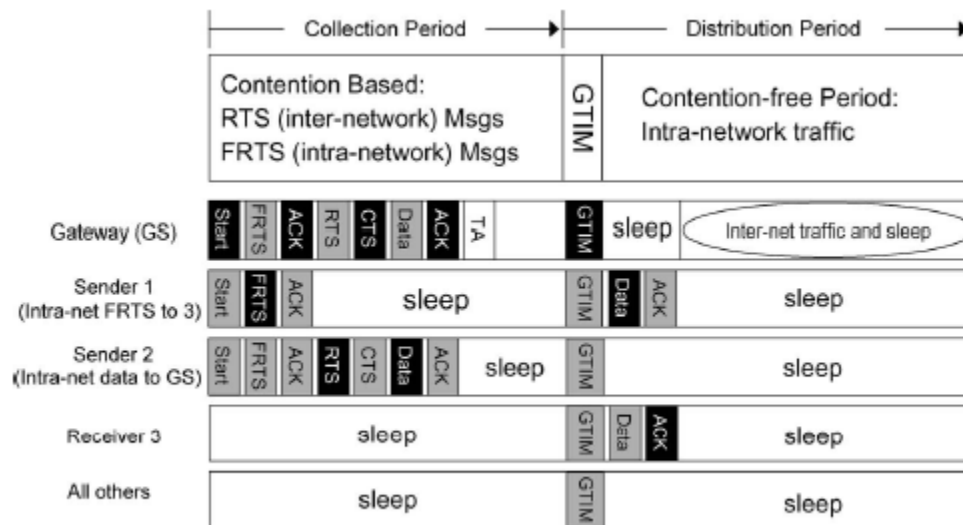 Collection Period
Distribution Period
Contention Based:
RTS (inter-network) Msgs
FRTS (intra-network) Msgs
GTIM
Contention-free Period:
Intra-network traffic
Gateway (GS)
Start FRTS ACK RTS CTS Data ACK TA GTIM sleep Inter-net traffic and sleep
Sender 1
(Intra-net FRTS to 3)
Start FRTS ACK sleep GTIM Data ACK sleep
Sender 2
(Intra-net data to GS)
Start FRTS ACK RTS CTS Data ACK sleep GTIM sleep
Receiver 3
sleep GTIM Data ACK sleep
All others
sleep GTIM sleep